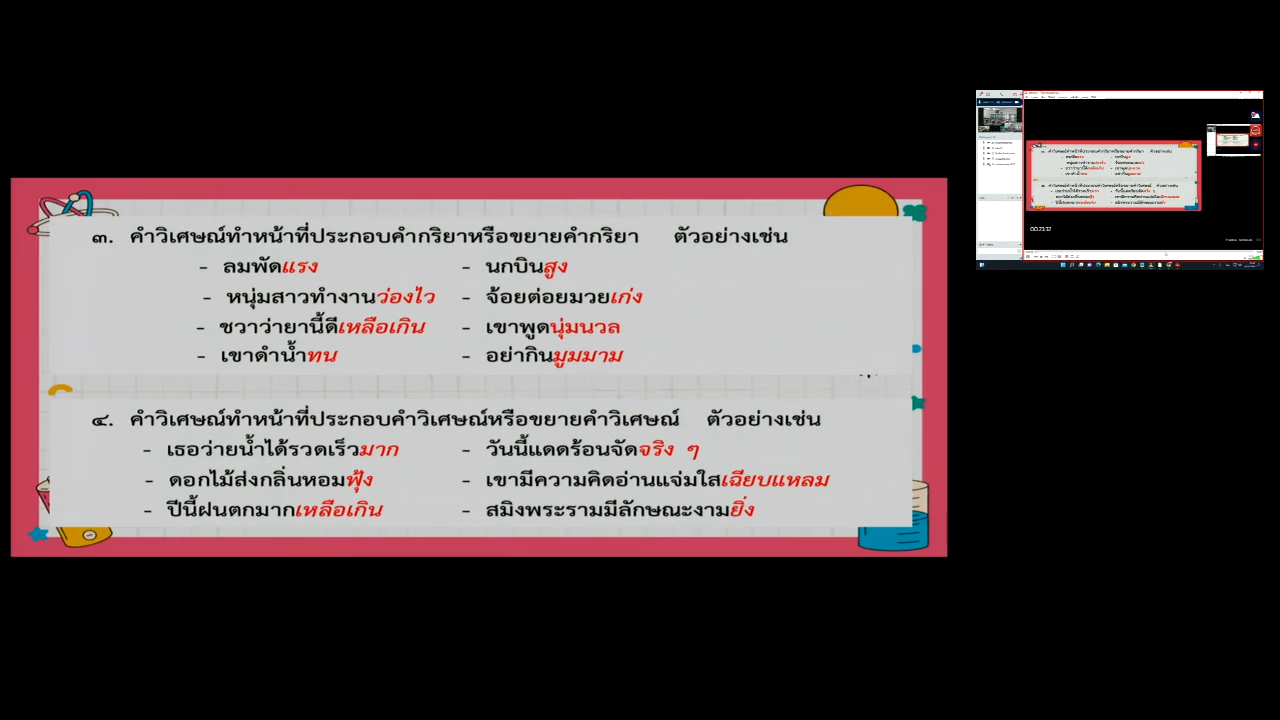 ๓. คำวิเศษณ์ทำหน้าที่ประกอบคำกริยาหรือขยายคำกริยา ตัวอย่างเช่น
- ลมพัดแรง - นกบินสูง
- หนุ่มสาวทำงานว่องไว - จ้อยต่อยมวยเก่ง
- ชวาว่ายานี้ดีเหลือเกิน - เขาพูดนุ่มนวล
- เขาดำน้ำทน - อย่ากินมูมมาม
๔. คำวิเศษณ์ทำหน้าที่ประกอบคำวิเศษณ์หรือขยายคำวิเศษณ์ ตัวอย่างเช่น
- เธอว่ายน้ำได้รวดเร็วมาก - วันนี้แดดร้อนจัดจริง ๆ
- ดอกไม้ส่งกลิ่นหอมฟุ้ง - เขามีความคิดอ่านแจ่มใสเฉียบแหลม
- ปีนี้ฝนตกมากเหลือเกิน - สมิงพระรามมีลักษณะงามยิ่ง
00:23:32